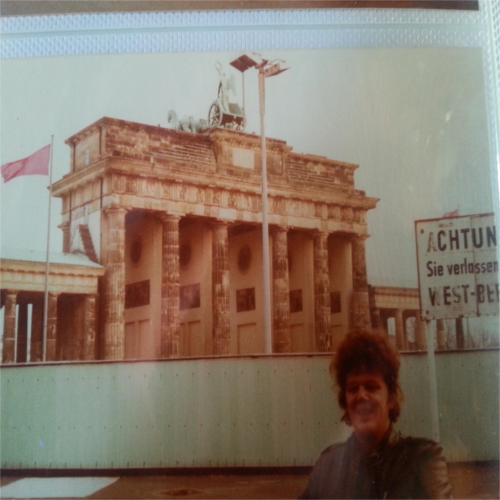 ACHTUN
Sie verlassen
WEST-BE